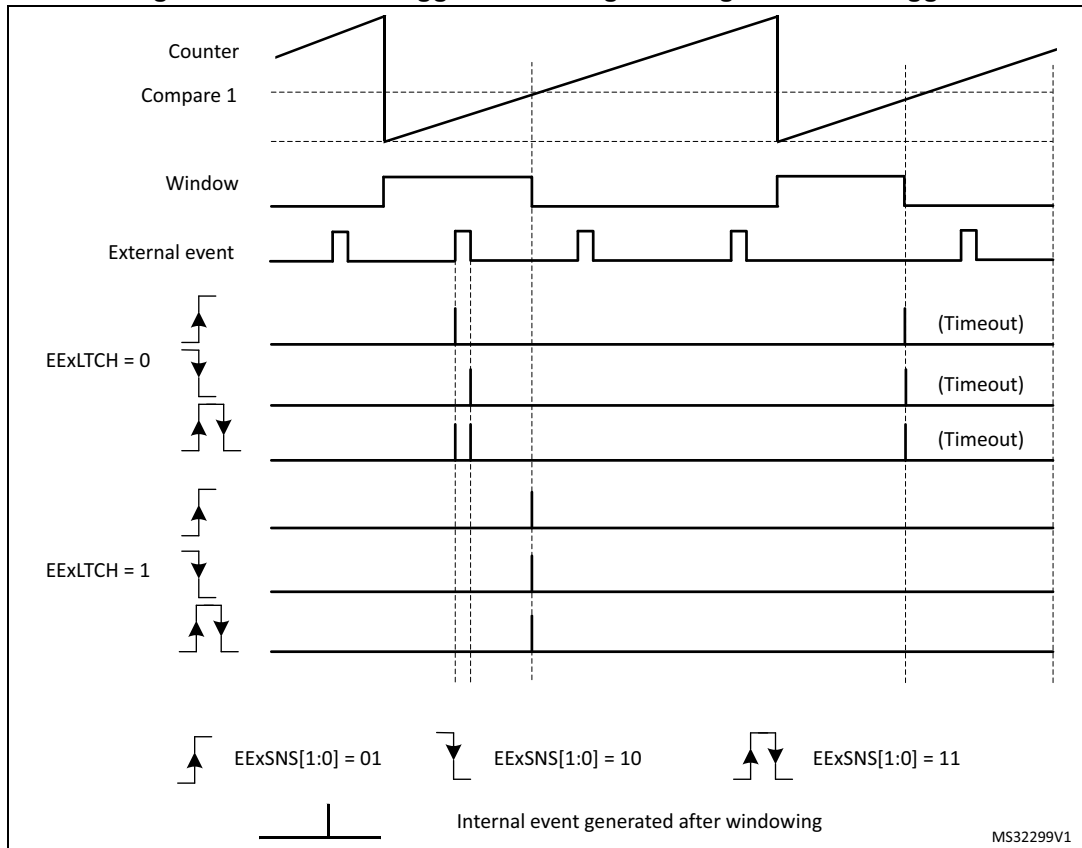 Counter
Compare 1
Window
External event
(Timeout)
EExLTCH = 0
(Timeout)
(Timeout)
EExLTCH = 1
EExSNS[1:0] = 01 EExSNS[1:0] = 10 EExSNS[1:0] = 11
Internal event generated after windowing
MS32299V1